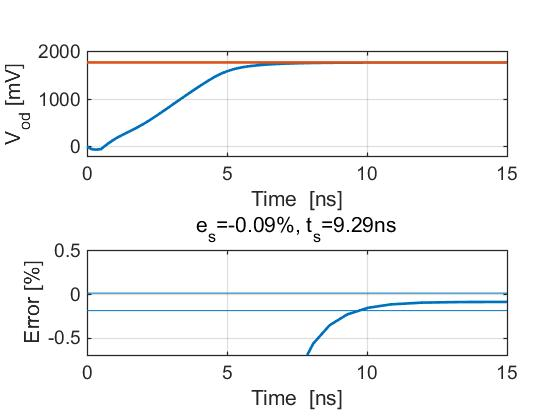 2000
1000
0
V_od [mV]
0 5 10 15
Time [ns]
e_s=-0.09%, t_s=9.29ns
0.5
0
-0.5
Error [%]
0 5 10 15
Time [ns]